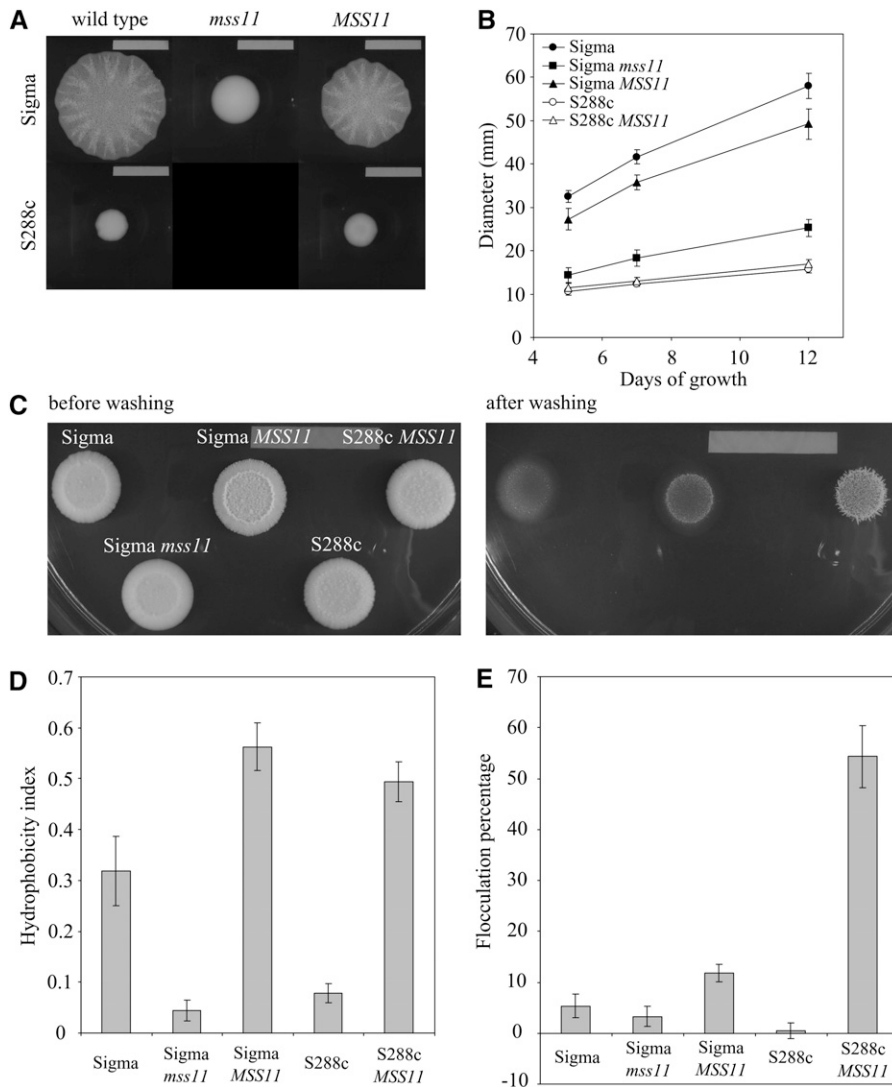 A
wild type
mss11
MSS11
Sigma
S288c
B
Sigma
Sigma mss11
Sigma MSS11
S288c
S288c MSS11
Diameter (mm)
70
60
50
40
30
20
10
0
4
6
8
10
12
Days of growth
C
before washing
Sigma
Sigma MSS11
S288c MSS11
Sigma mss11
S288c
after washing
D
Hydrophobicity index
0.7
0.6
0.5
0.4
0.3
0.2
0.1
0
Sigma
Sigma
mss11
Sigma
MSS11
S288c
S288c
MSS11
E
Flocculation percentage
70
60
50
40
30
20
10
0
-10
Sigma
Sigma
mss11
Sigma
MSS11
S288c
S288c
MSS11